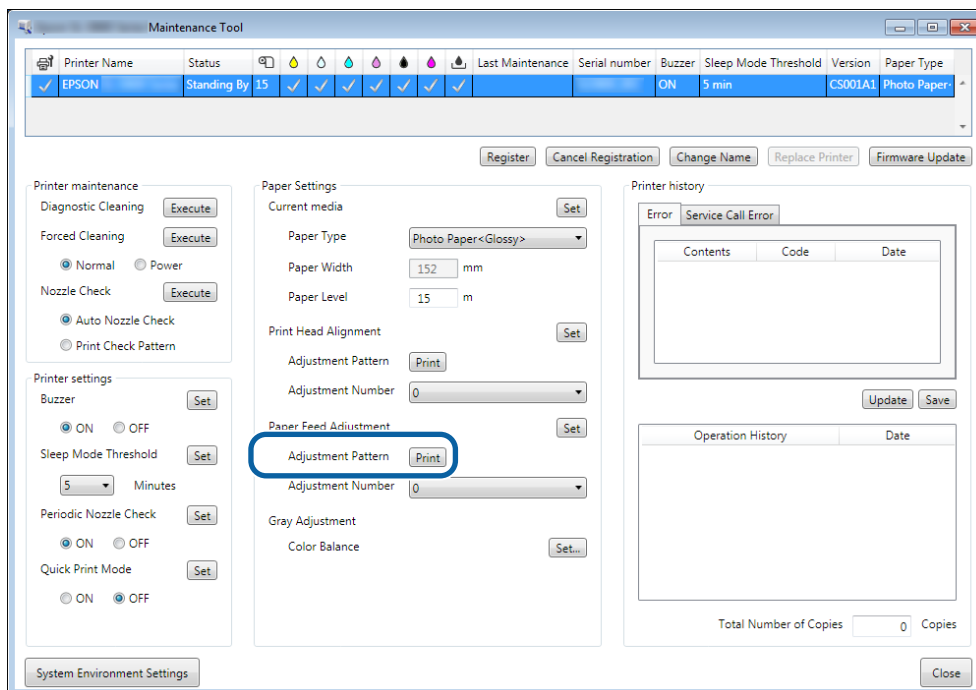 Maintenance Tool
Printer Name Status Last Maintenance Serial number Buzzer Sleep Mode Threshold Version Paper Type
EPSON Standing By 15 ON 5 min CS001A1 Photo Paper
Register Cancel Registration Change Name Replace Printer Firmware Update
Printer maintenance
Diagnostic Cleaning Execute
Forced Cleaning Execute
Normal Power
Nozzle Check Execute
Auto Nozzle Check
Print Check Pattern
Printer settings
Buzzer Set
ON OFF
Sleep Mode Threshold Set
5 Minutes
Periodic Nozzle Check Set
ON OFF
Quick Print Mode Set
ON OFF
Paper Settings
Current media Set
Paper Type Photo Paper<Glossy>
Paper Width 152 mm
Paper Level 15 m
Print Head Alignment Set
Adjustment Pattern Print
Adjustment Number 0
Paper Feed Adjustment Set
Adjustment Pattern Print
Adjustment Number 0
Gray Adjustment
Color Balance Set...
Printer history
Error Service Call Error
Contents Code Date
Update Save
Operation History Date
Total Number of Copies 0 Copies
System Environment Settings Close